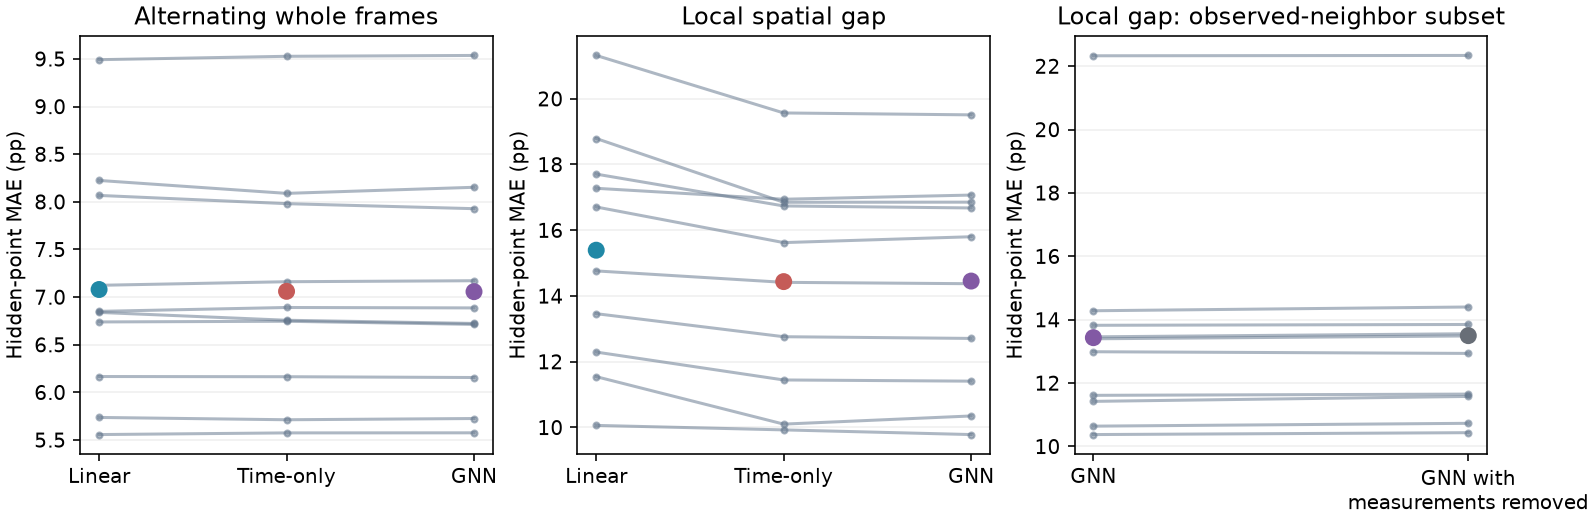 Alternating whole frames
Hidden-point MAE (pp)
9.5
9.0
8.5
8.0
7.5
7.0
6.5
6.0
5.5
Linear
Time-only
GNN
Local spatial gap
Hidden-point MAE (pp)
20
18
16
14
12
10
Linear
Time-only
GNN
Local gap: observed-neighbor subset
Hidden-point MAE (pp)
22
20
18
16
14
12
10
GNN
GNN with
measurements removed